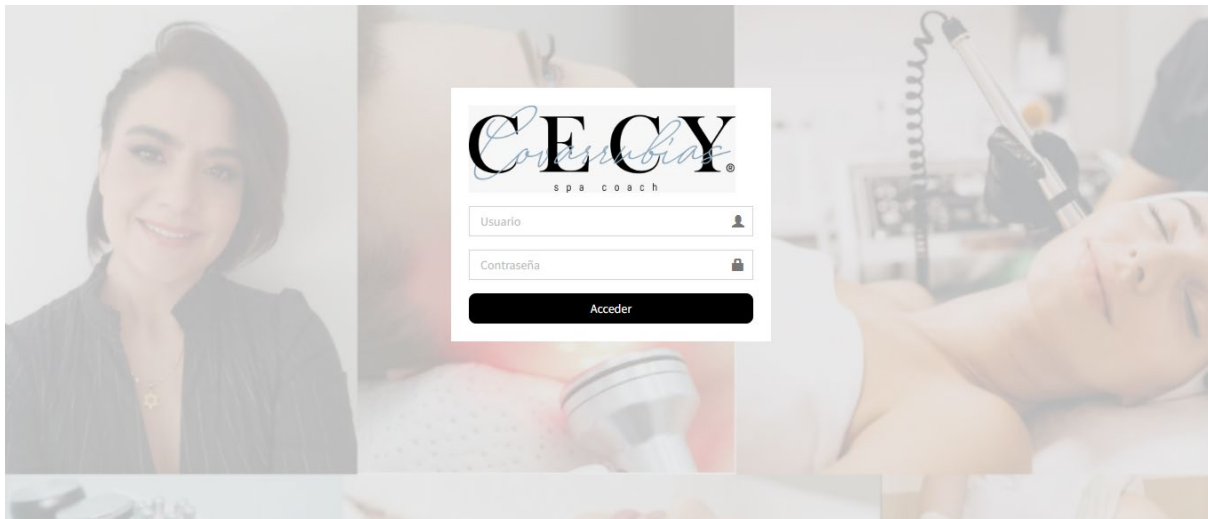 CECY
Covarrubias
®
spa coach
Usuario
Contraseña
Acceder